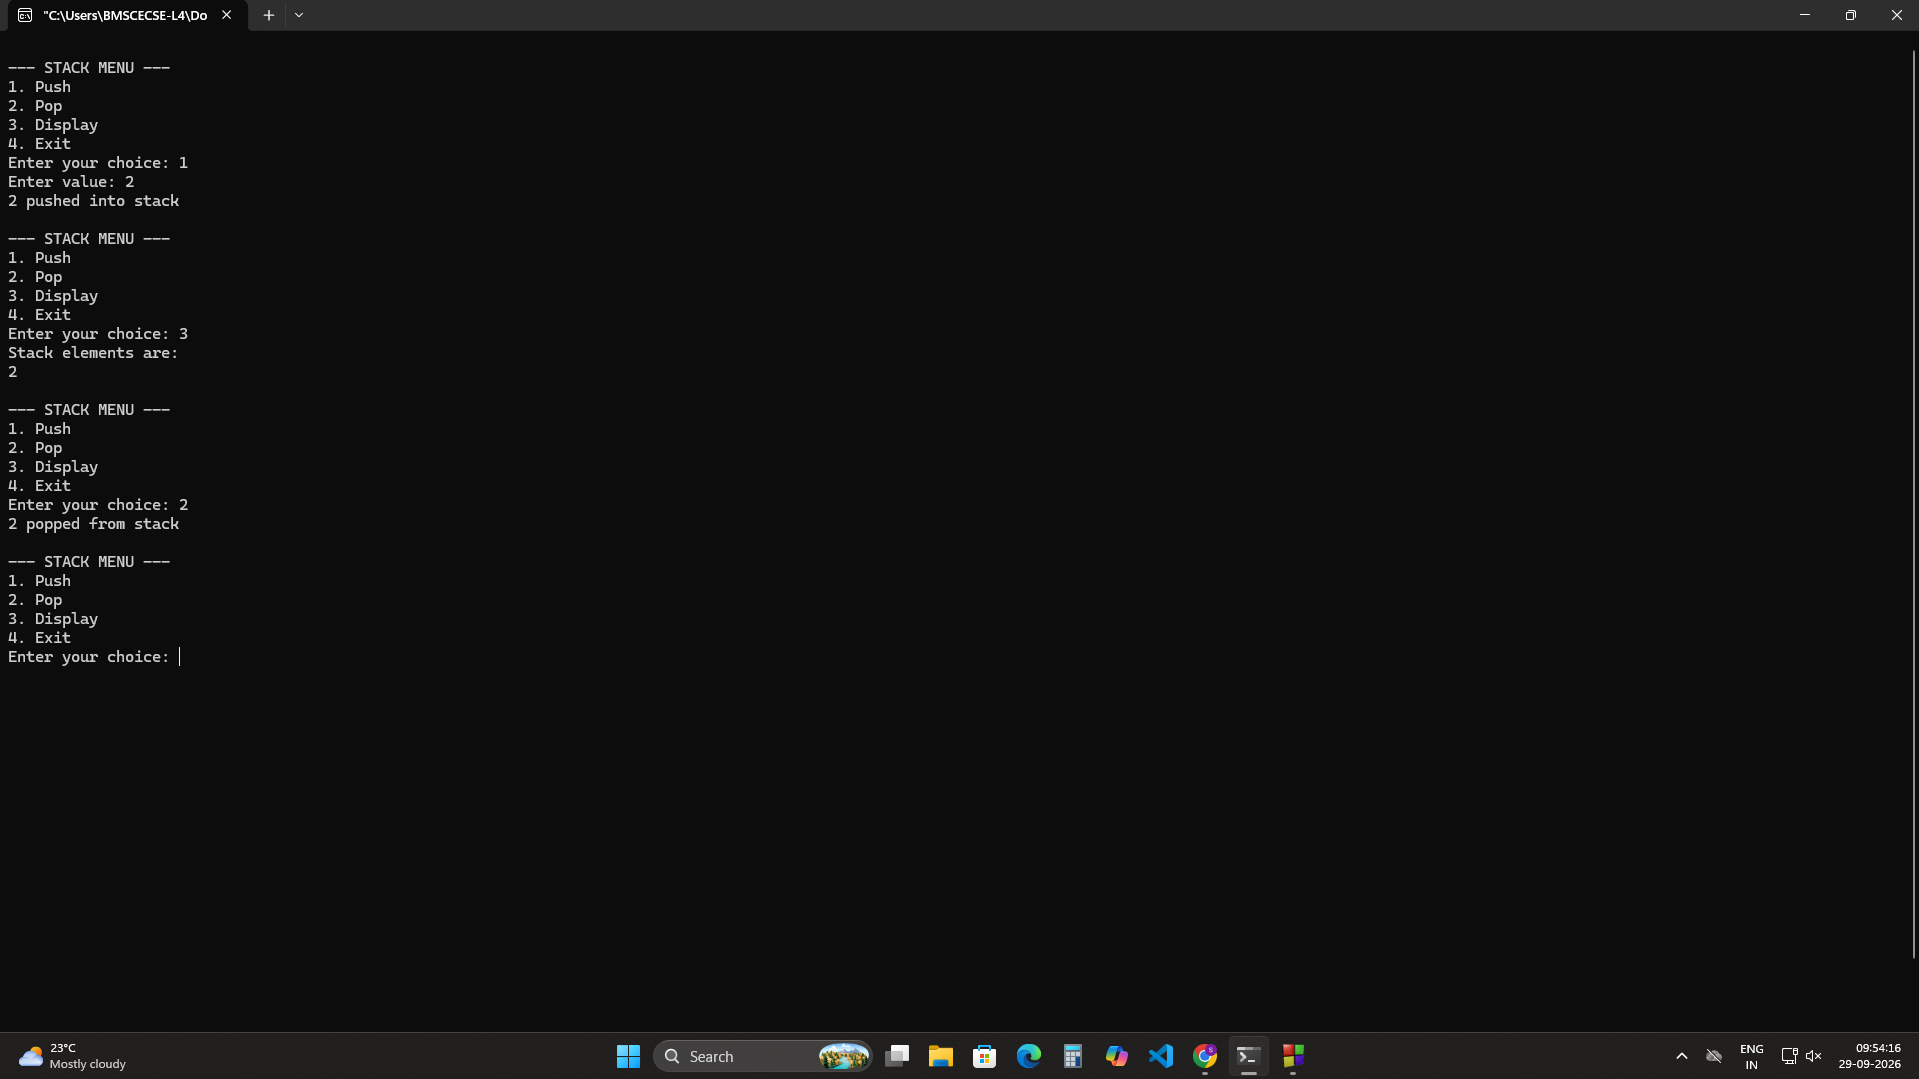 "C:\Users\BMSCECSE-L4\Do
--- STACK MENU ---
1. Push
2. Pop
3. Display
4. Exit
Enter your choice: 1
Enter value: 2
2 pushed into stack
--- STACK MENU ---
1. Push
2. Pop
3. Display
4. Exit
Enter your choice: 3
Stack elements are:
2
--- STACK MENU ---
1. Push
2. Pop
3. Display
4. Exit
Enter your choice: 2
2 popped from stack
--- STACK MENU ---
1. Push
2. Pop
3. Display
4. Exit
Enter your choice:
23°C
Mostly cloudy
Search
ENG
IN
09:54:16
29-09-2026